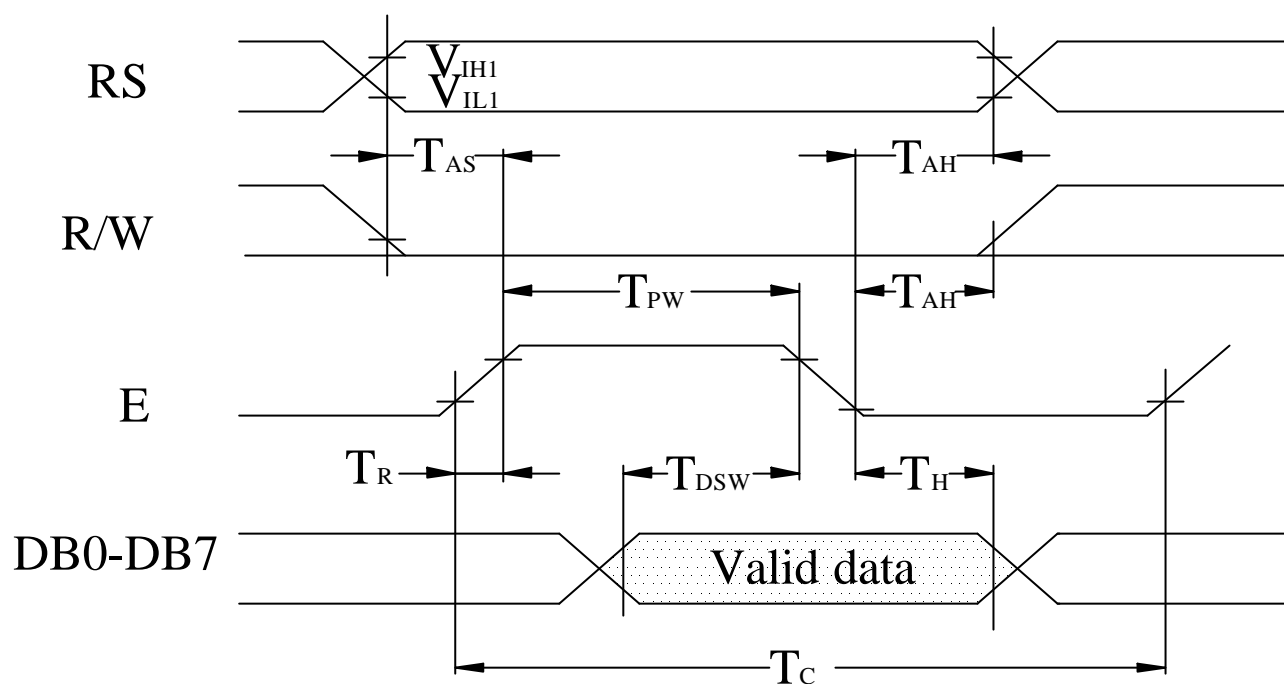 RS
VIH1
VIL1
TAS
TAH
R/W
TPW
TAH
E
TR
TDSW
TH
DB0-DB7
Valid data
TC